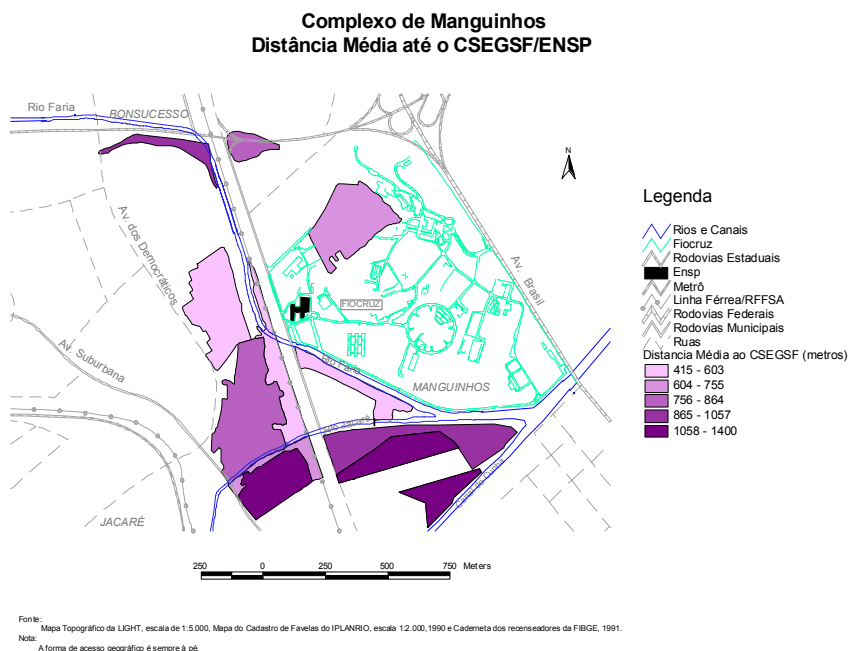 Complexo de Manguinhos
Distância Média até o CSEGSF/ENSP
Rio Faria
BONSUCESSO
N
Av. dos Democráticos
Av. Brasil
FIOCRUZ
Av. Suburbana
Rio Faria
MANGUINHOS
Rio Jacaré
Canal do Cunha
JACARÉ
Legenda
Rios e Canais
Fiocruz
Rodovias Estaduais
Ensp
Metrô
Linha Férrea/RFFSA
Rodovias Federais
Rodovias Municipais
Ruas
Distancia Média ao CSEGSF (metros)
415 - 603
604 - 755
756 - 864
865 - 1057
1058 - 1400
250 0 250 500 750 Meters
Fonte:
Mapa Topográfico da LIGHT, escala de 1:5.000, Mapa do Cadastro de Favelas do IPLANRIO, escala 1:2.000,1990 e Caderneta dos recenseadores da FIBGE, 1991.
Nota:
A forma de acesso geográfico é sempre à pé.